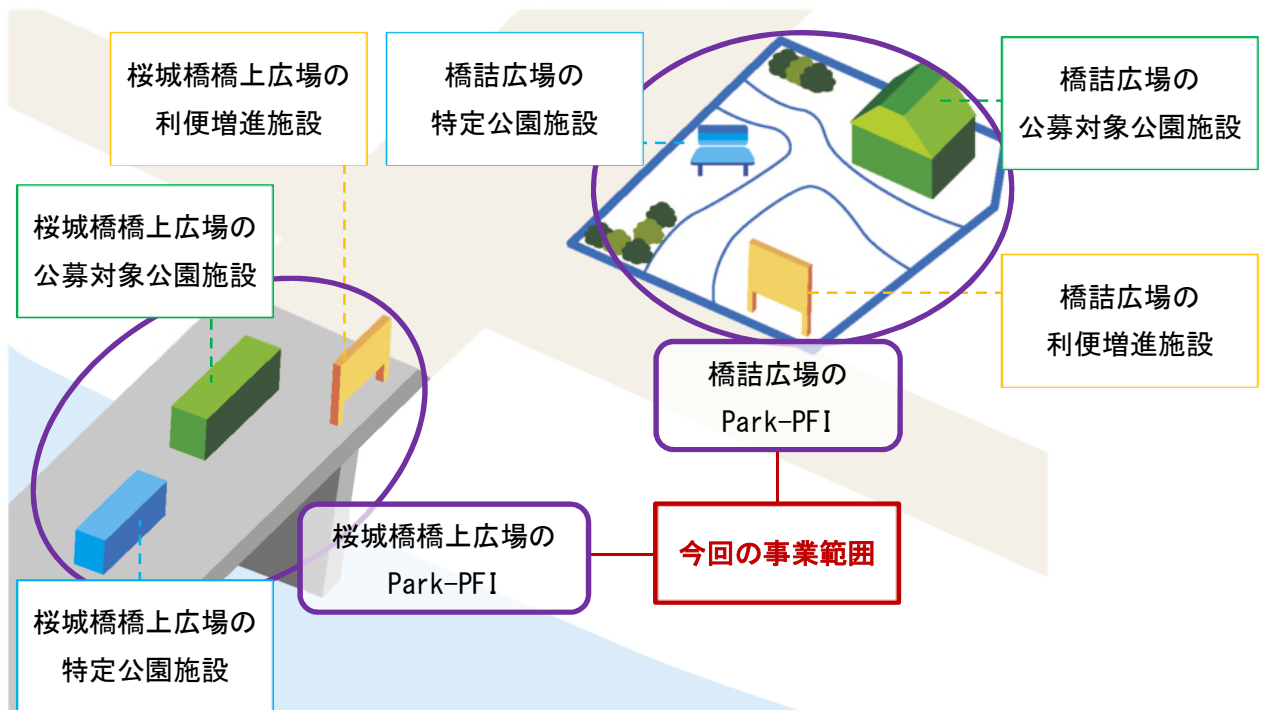 桜城橋橋上広場の
利便増進施設
橋詰広場の
特定公園施設
橋詰広場の
公募対象公園施設
桜城橋橋上広場の
公募対象公園施設
橋詰広場の
利便増進施設
橋詰広場の
Park-PFI
桜城橋橋上広場の
Park-PFI
今回の事業範囲
桜城橋橋上広場の
特定公園施設